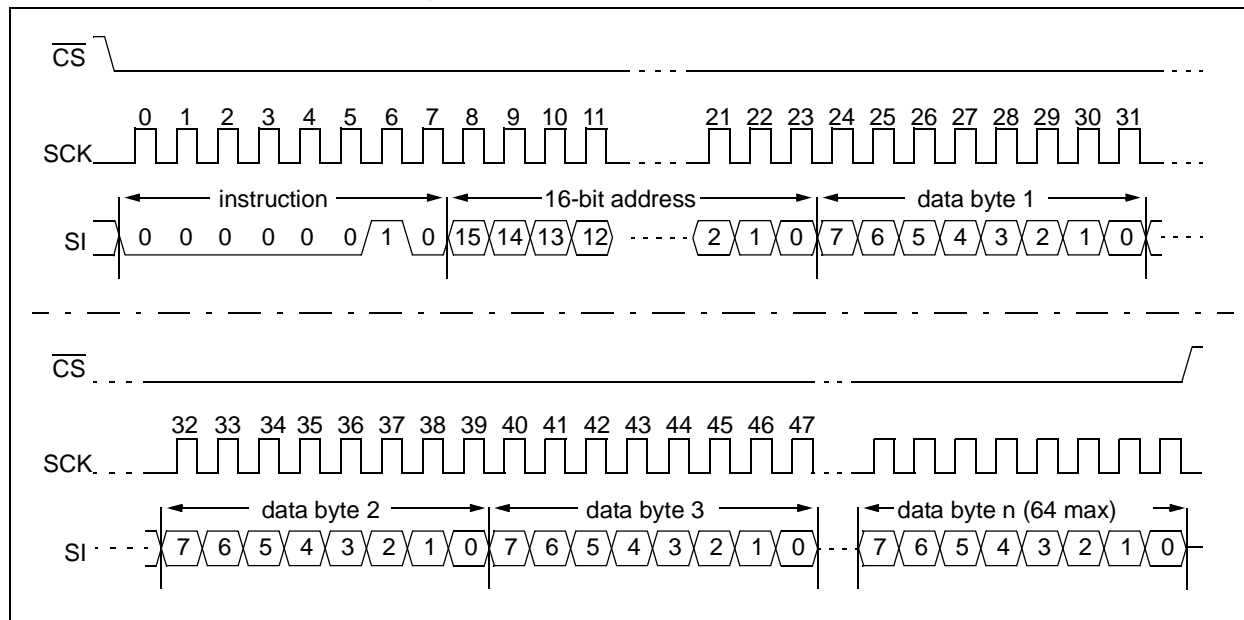 CS
0 1 2 3 4 5 6 7 8 9 10 11 21 22 23 24 25 26 27 28 29 30 31
SCK
instruction 16-bit address data byte 1
SI 0 0 0 0 0 0 1 0 15 14 13 12 2 1 0 7 6 5 4 3 2 1 0
CS
32 33 34 35 36 37 38 39 40 41 42 43 44 45 46 47
SCK
data byte 2 data byte 3 data byte n (64 max)
SI 7 6 5 4 3 2 1 0 7 6 5 4 3 2 1 0 7 6 5 4 3 2 1 0